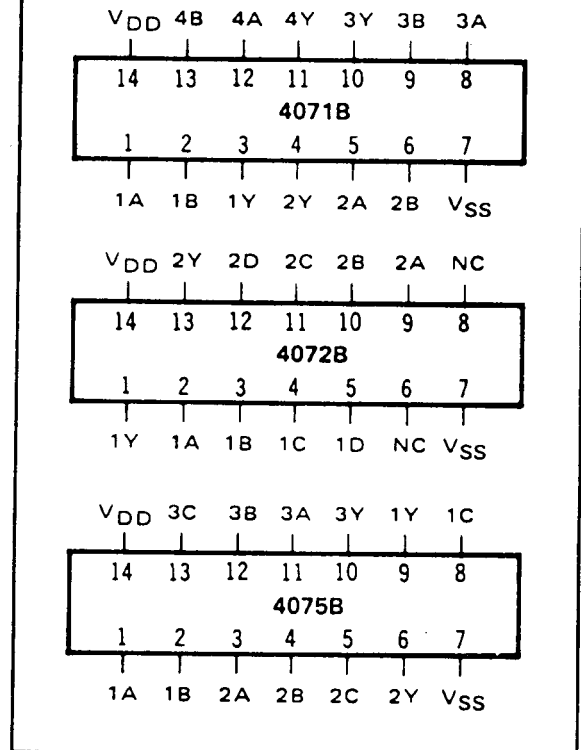 VDD 4B 4A 4Y 3Y 3B 3A
14 13 12 11 10 9 8
4071B
1 2 3 4 5 6 7
1A 1B 1Y 2Y 2A 2B VSS
VDD 2Y 2D 2C 2B 2A NC
14 13 12 11 10 9 8
4072B
1 2 3 4 5 6 7
1Y 1A 1B 1C 1D NC VSS
VDD 3C 3B 3A 3Y 1Y 1C
14 13 12 11 10 9 8
4075B
1 2 3 4 5 6 7
1A 1B 2A 2B 2C 2Y VSS